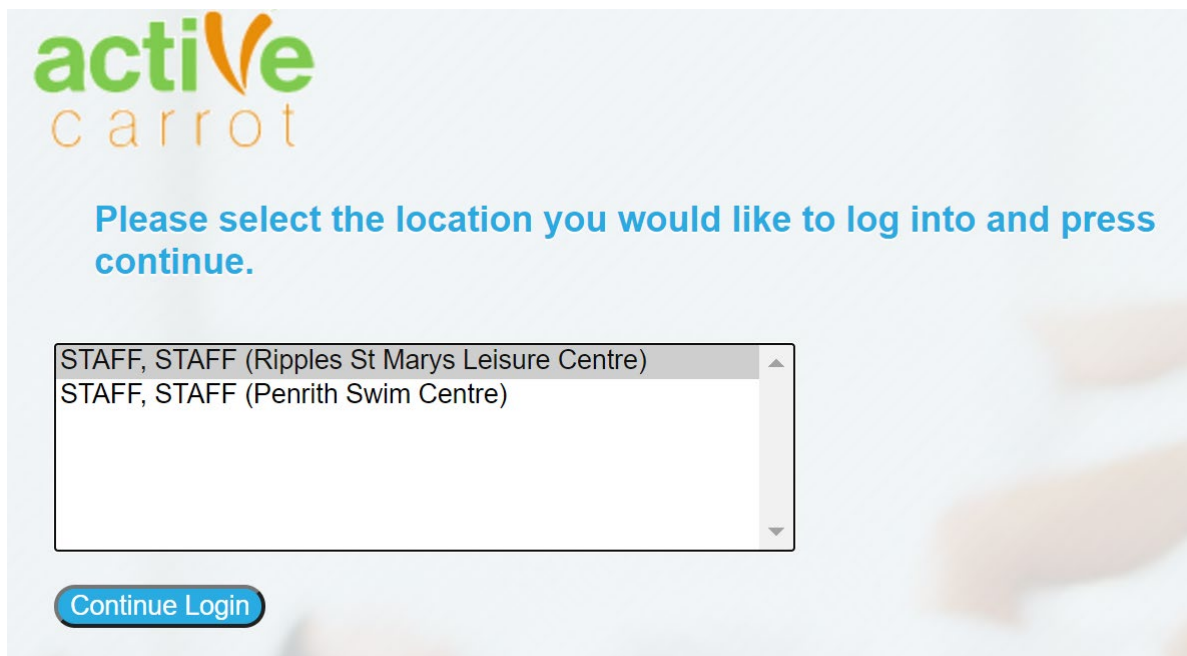 active
carrot
Please select the location you would like to log into and press
continue.
STAFF, STAFF (Ripples St Marys Leisure Centre)
STAFF, STAFF (Penrith Swim Centre)
Continue Login